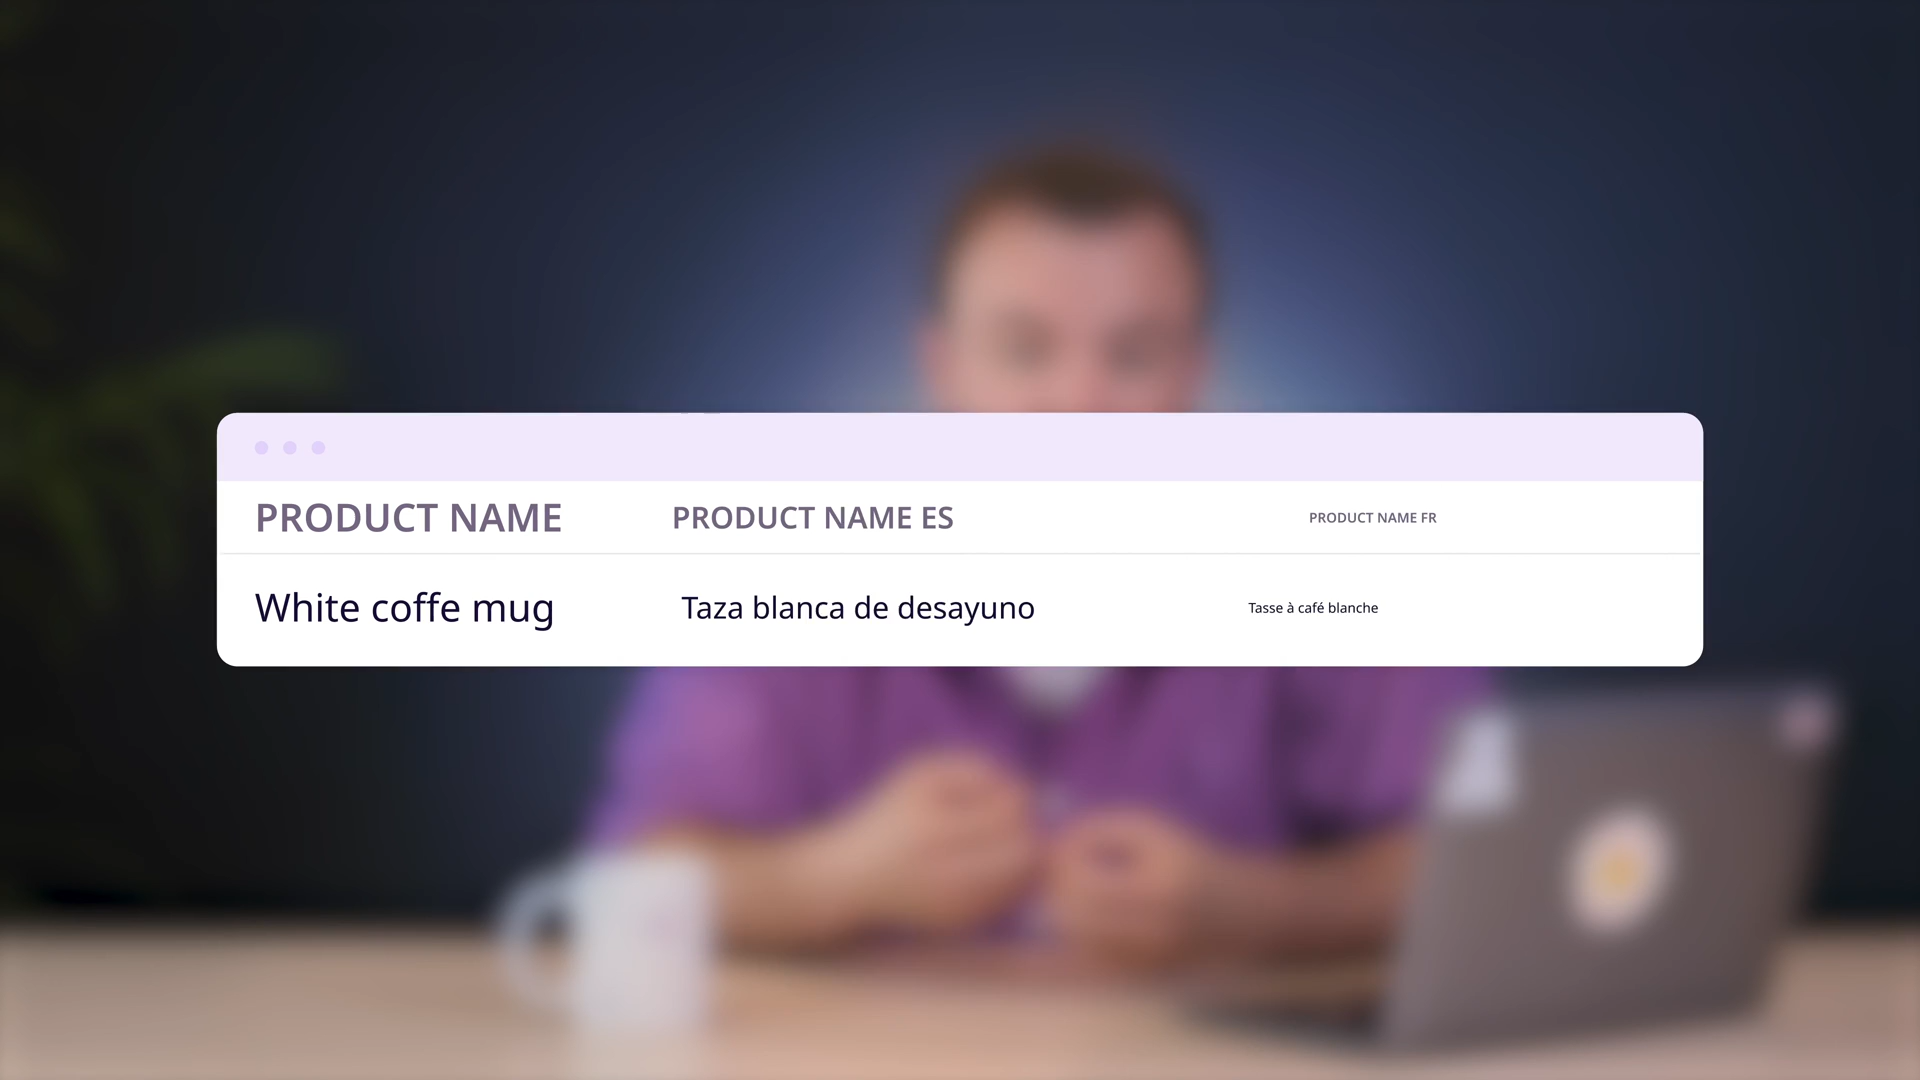 PRODUCT NAME PRODUCT NAME ES PRODUCT NAME FR
White coffe mug Taza blanca de desayuno Tasse à café blanche